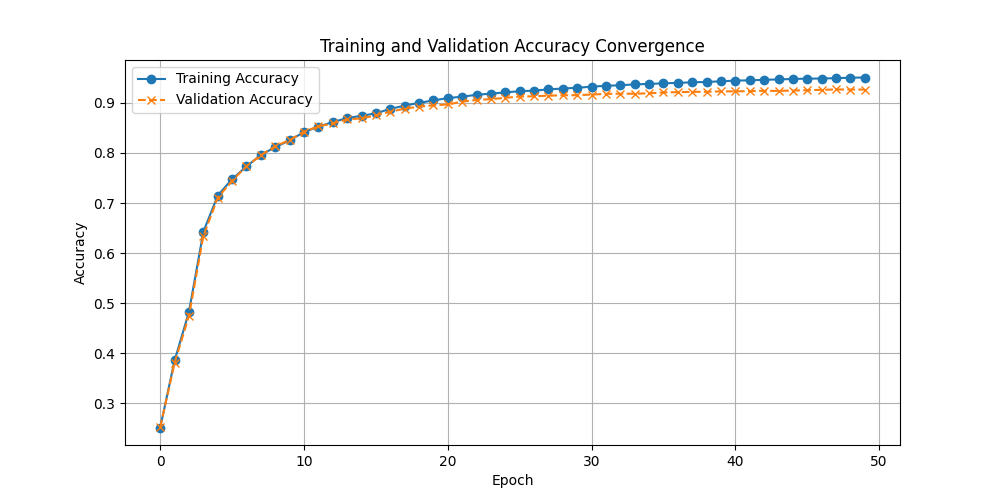 Training and Validation Accuracy Convergence
Training Accuracy
Validation Accuracy
0.9
0.8
0.7
0.6
0.5
0.4
0.3
Accuracy
0 10 20 30 40 50
Epoch